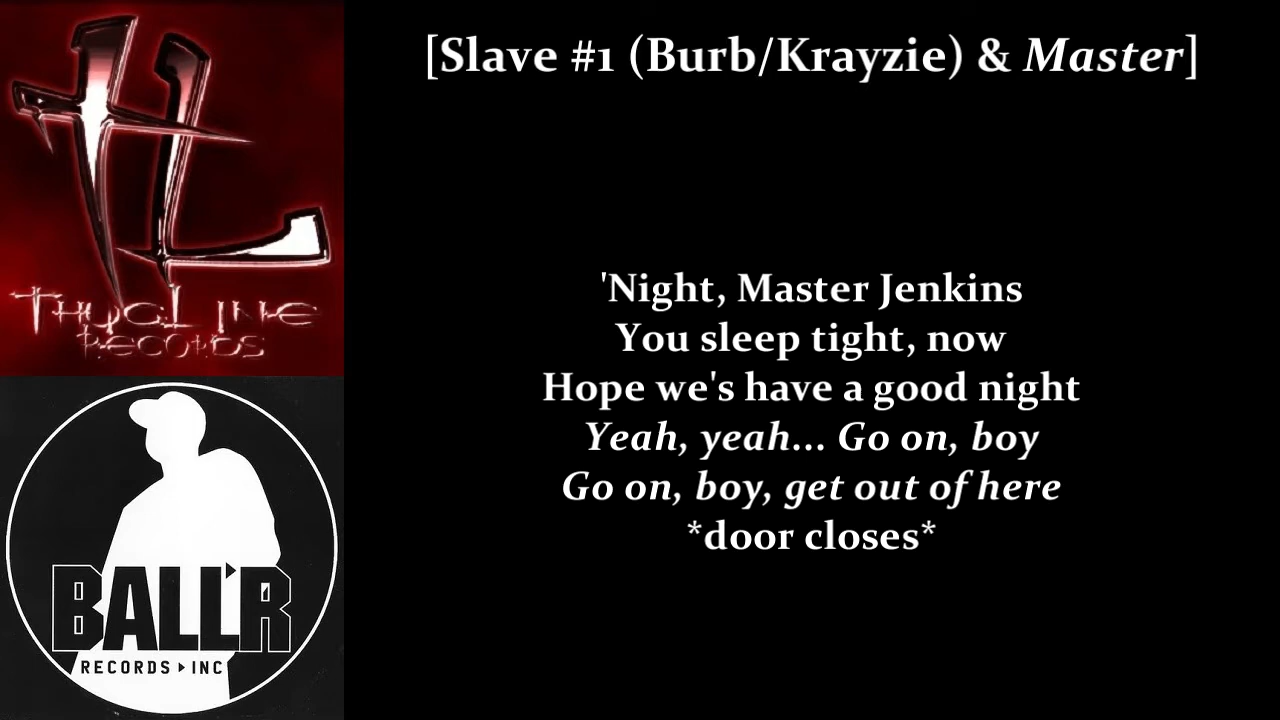 [Slave #1 (Burb/Krayzie) & Master]
'Night, Master Jenkins
You sleep tight, now
Hope we's have a good night
Yeah, yeah... Go on, boy
Go on, boy, get out of here
*door closes*
TL
ThugLine
Records
BALL'R
RECORDS INC